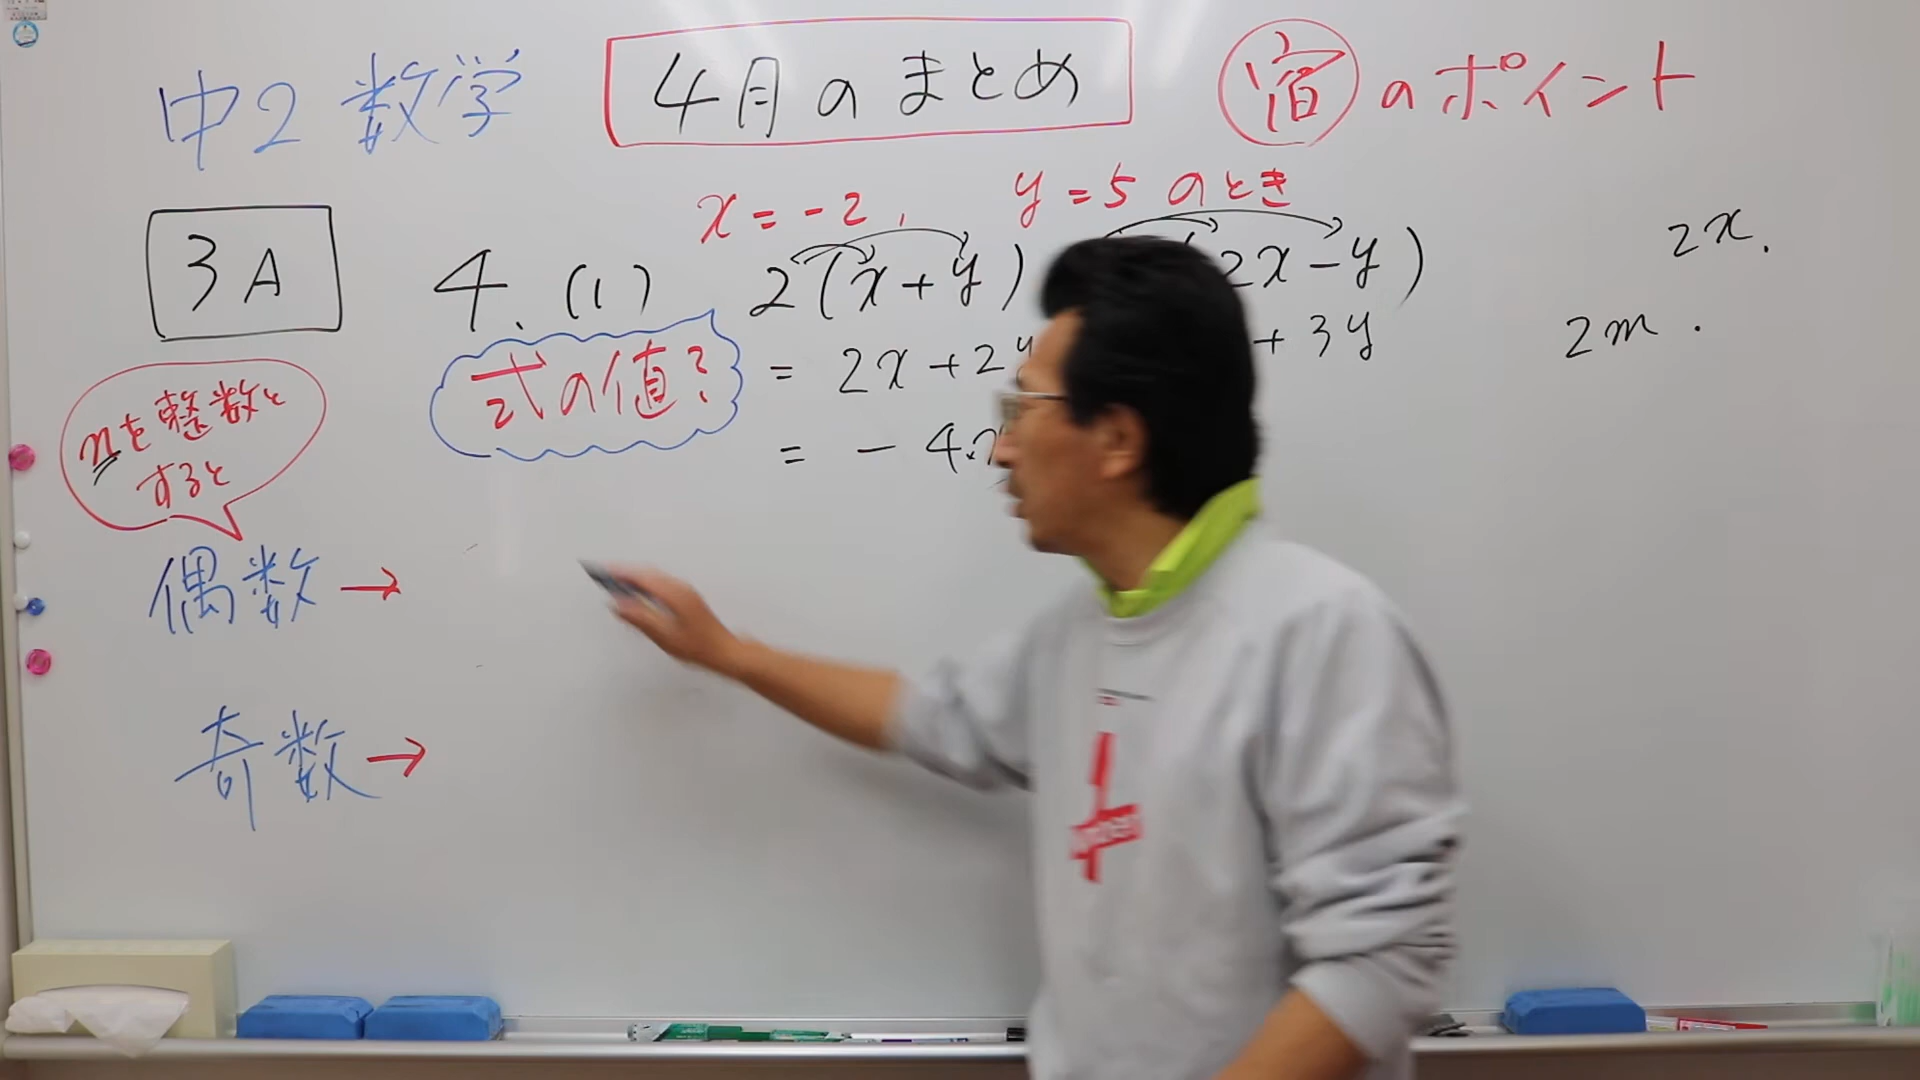 中2 数学
4月のまとめ
宿のポイント
x = -2, y = 5 のとき
3A
4. (1) 2(x+y) 2x-y)
2x.
式の値?
= 2x+2y +3y
2m.
= -4x
nを整数と
すると
偶数→
奇数→